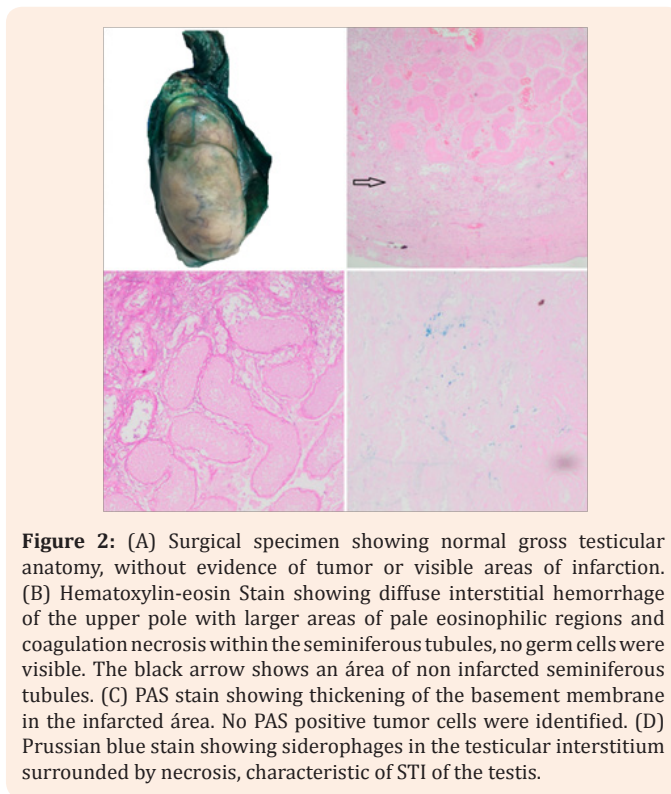 Figure 2: (A) Surgical specimen showing normal gross testicular
anatomy, without evidence of tumor or visible areas of infarction.
(B) Hematoxylin-eosin Stain showing diffuse interstitial hemorrhage
of the upper pole with larger areas of pale eosinophilic regions and
coagulation necrosis within the seminiferous tubules, no germ cells were
visible. The black arrow shows an área of non infarcted seminiferous
tubules. (C) PAS stain showing thickening of the basement membrane
in the infarcted área. No PAS positive tumor cells were identified. (D)
Prussian blue stain showing siderophages in the testicular interstitium
surrounded by necrosis, characteristic of STI of the testis.